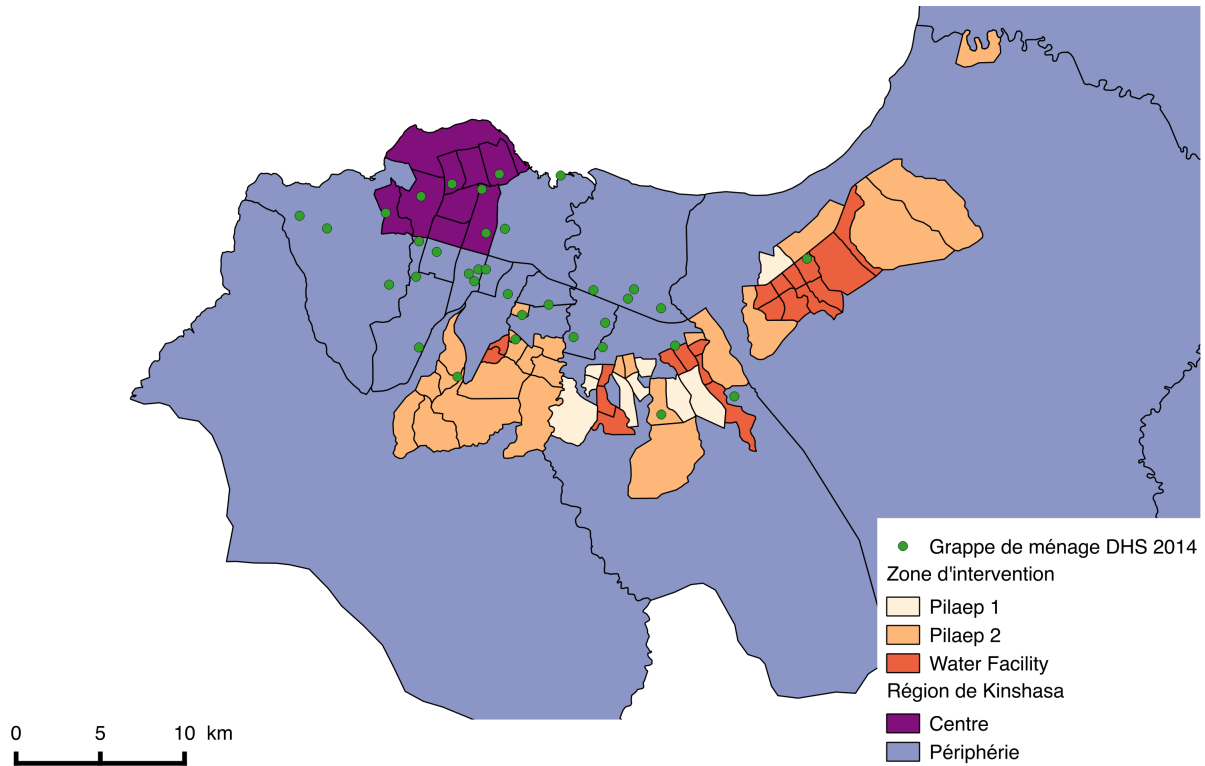 Grappe de ménage DHS 2014
Zone d'intervention
Pilaep 1
Pilaep 2
Water Facility
Région de Kinshasa
Centre
Périphérie
0 5 10 km